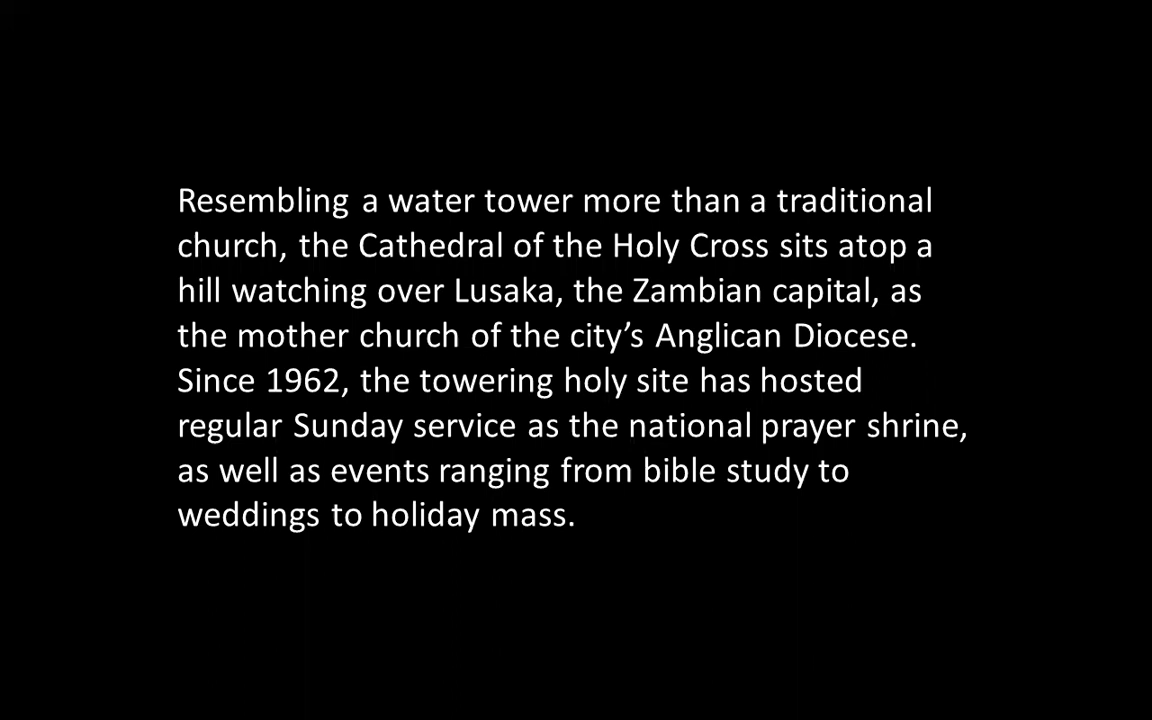 Resembling a water tower more than a traditional
church, the Cathedral of the Holy Cross sits atop a
hill watching over Lusaka, the Zambian capital, as
the mother church of the city’s Anglican Diocese.
Since 1962, the towering holy site has hosted
regular Sunday service as the national prayer shrine,
as well as events ranging from bible study to
weddings to holiday mass.